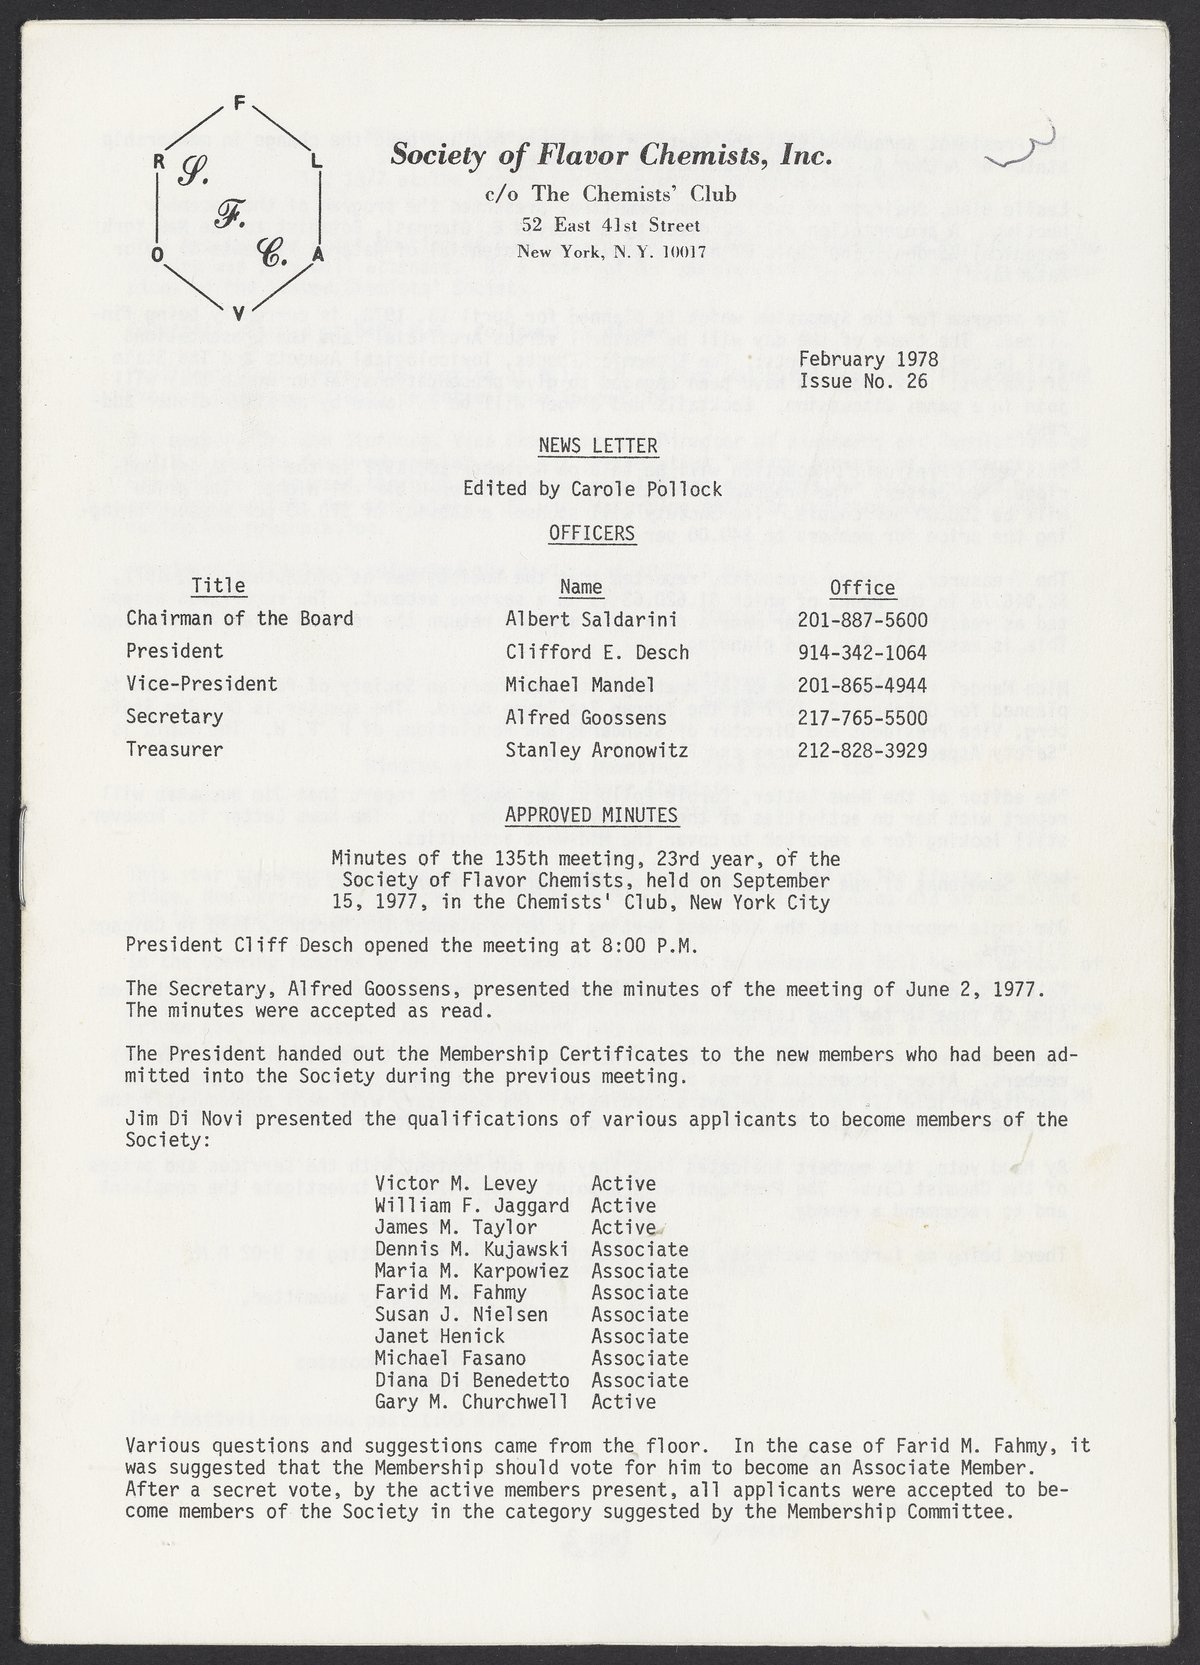 F
R L
S.
F.
C.
O A
V
Society of Flavor Chemists, Inc.
c/o The Chemists' Club
52 East 41st Street
New York, N. Y. 10017
February 1978
Issue No. 26
NEWS LETTER
Edited by Carole Pollock
OFFICERS
Title Name Office
Chairman of the Board Albert Saldarini 201-887-5600
President Clifford E. Desch 914-342-1064
Vice-President Michael Mandel 201-865-4944
Secretary Alfred Goossens 217-765-5500
Treasurer Stanley Aronowitz 212-828-3929
APPROVED MINUTES
Minutes of the 135th meeting, 23rd year, of the
Society of Flavor Chemists, held on September
15, 1977, in the Chemists' Club, New York City
President Cliff Desch opened the meeting at 8:00 P.M.
The Secretary, Alfred Goossens, presented the minutes of the meeting of June 2, 1977.
The minutes were accepted as read.
The President handed out the Membership Certificates to the new members who had been ad-
mitted into the Society during the previous meeting.
Jim Di Novi presented the qualifications of various applicants to become members of the
Society:
Victor M. Levey Active
William F. Jaggard Active
James M. Taylor Active
Dennis M. Kujawski Associate
Maria M. Karpowiez Associate
Farid M. Fahmy Associate
Susan J. Nielsen Associate
Janet Henick Associate
Michael Fasano Associate
Diana Di Benedetto Associate
Gary M. Churchwell Active
Various questions and suggestions came from the floor. In the case of Farid M. Fahmy, it
was suggested that the Membership should vote for him to become an Associate Member.
After a secret vote, by the active members present, all applicants were accepted to be-
come members of the Society in the category suggested by the Membership Committee.